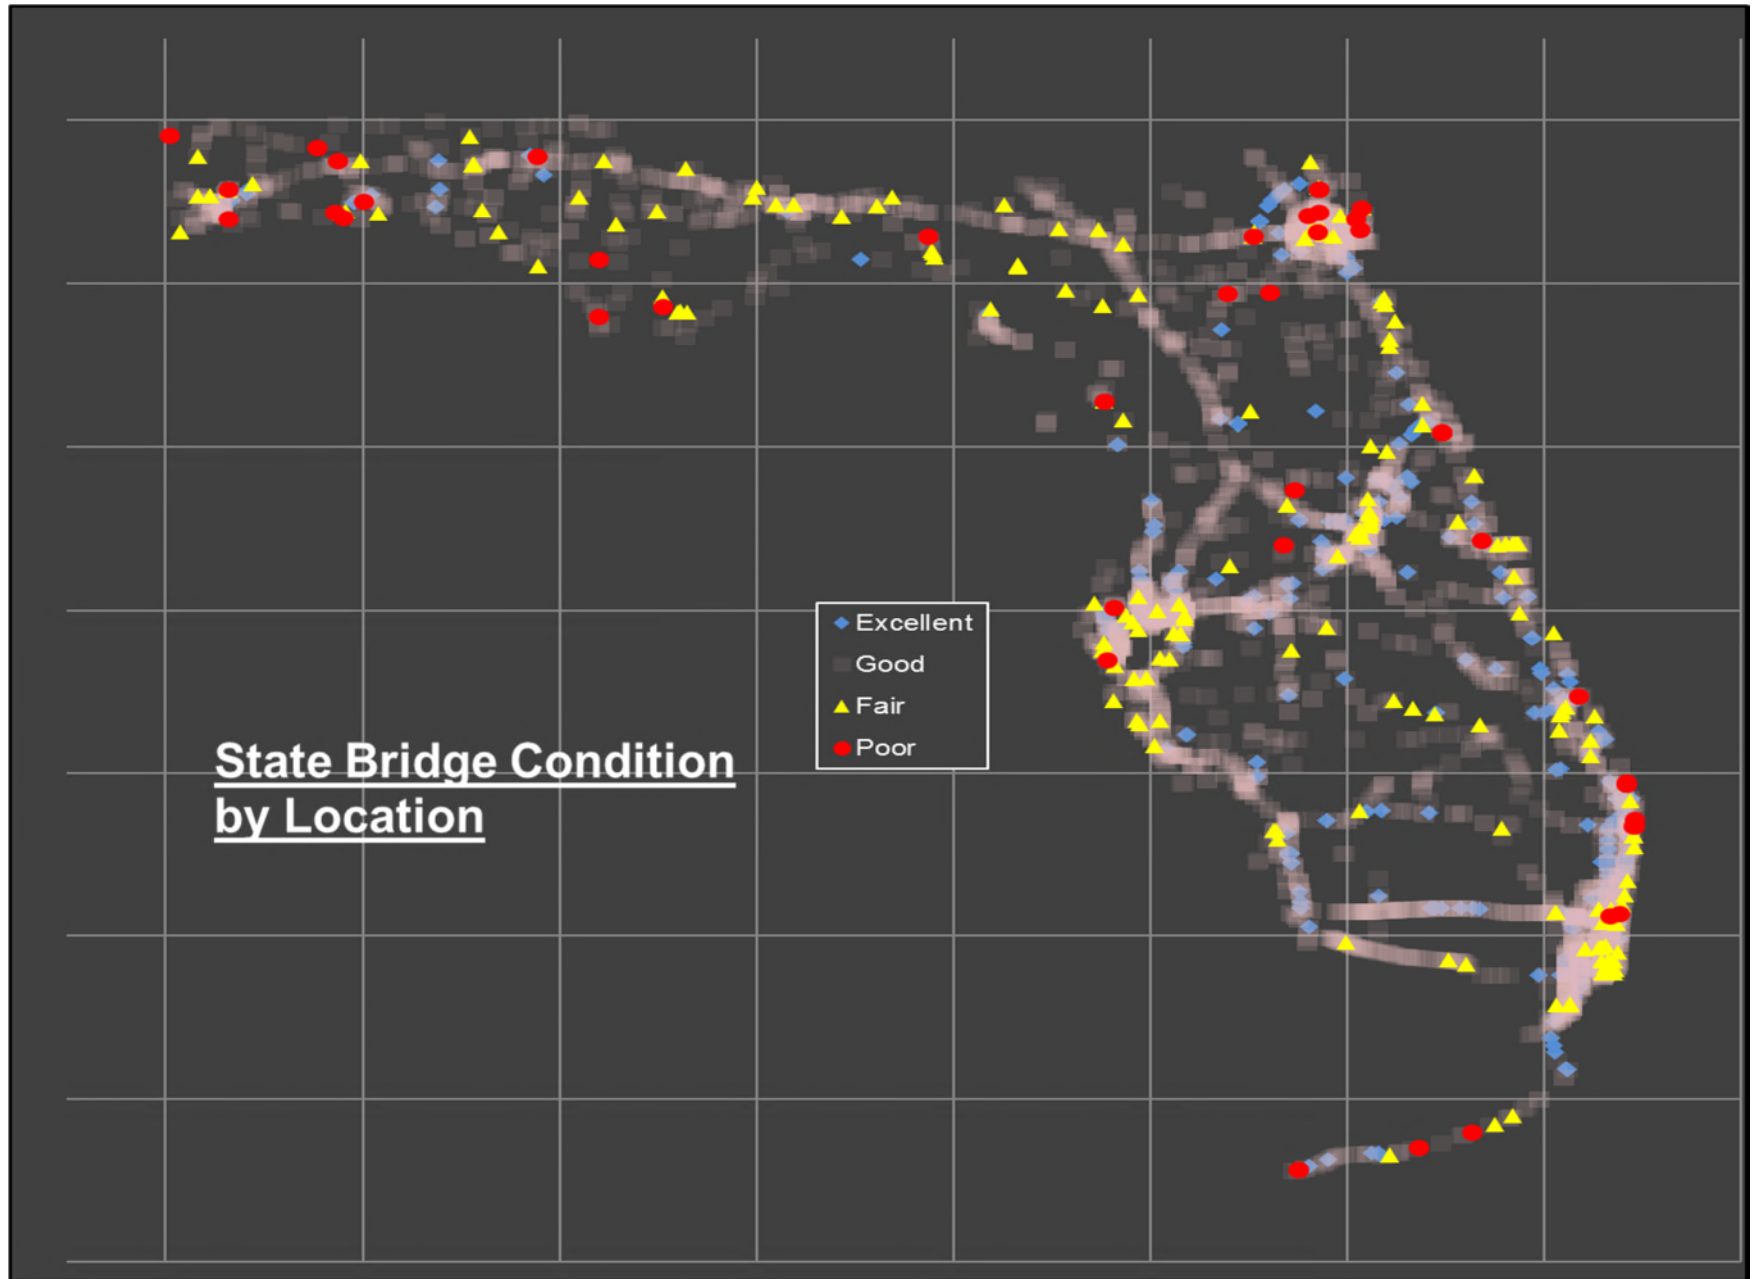 Excellent
Good
Fair
Poor
State Bridge Condition
by Location